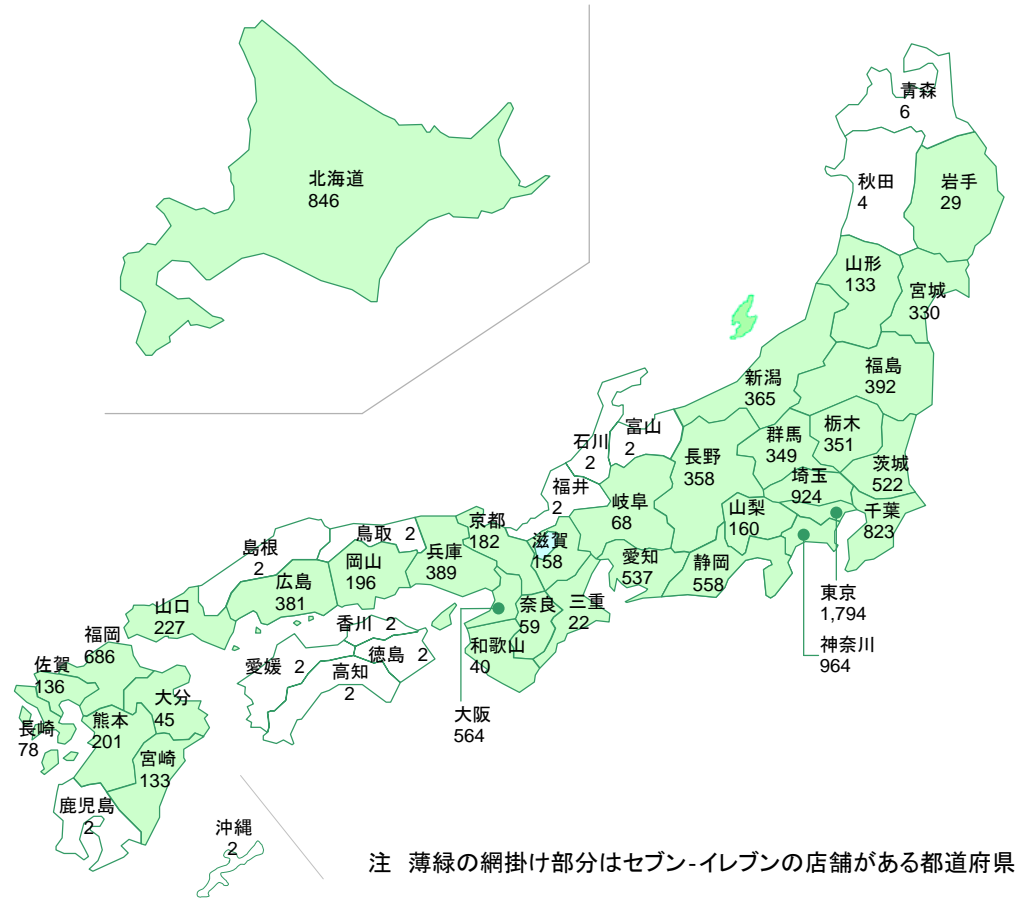 北海道
846
青森
6
秋田
4
岩手
29
山形
133
宮城
330
福島
392
新潟
365
栃木
351
群馬
349
茨城
522
埼玉
924
千葉
823
東京
1,794
神奈川
964
山梨
160
長野
358
富山
2
石川
2
福井
2
岐阜
68
静岡
558
愛知
537
三重
22
滋賀
158
京都
182
奈良
59
和歌山
40
大阪
564
兵庫
389
鳥取 2
岡山
196
島根
2
広島
381
山口
227
香川 2
徳島 2
愛媛 2
高知
2
福岡
686
佐賀
136
長崎
78
大分
45
熊本
201
宮崎
133
鹿児島
2
沖縄
2
注 薄緑の網掛け部分はセブン-イレブンの店舗がある都道府県